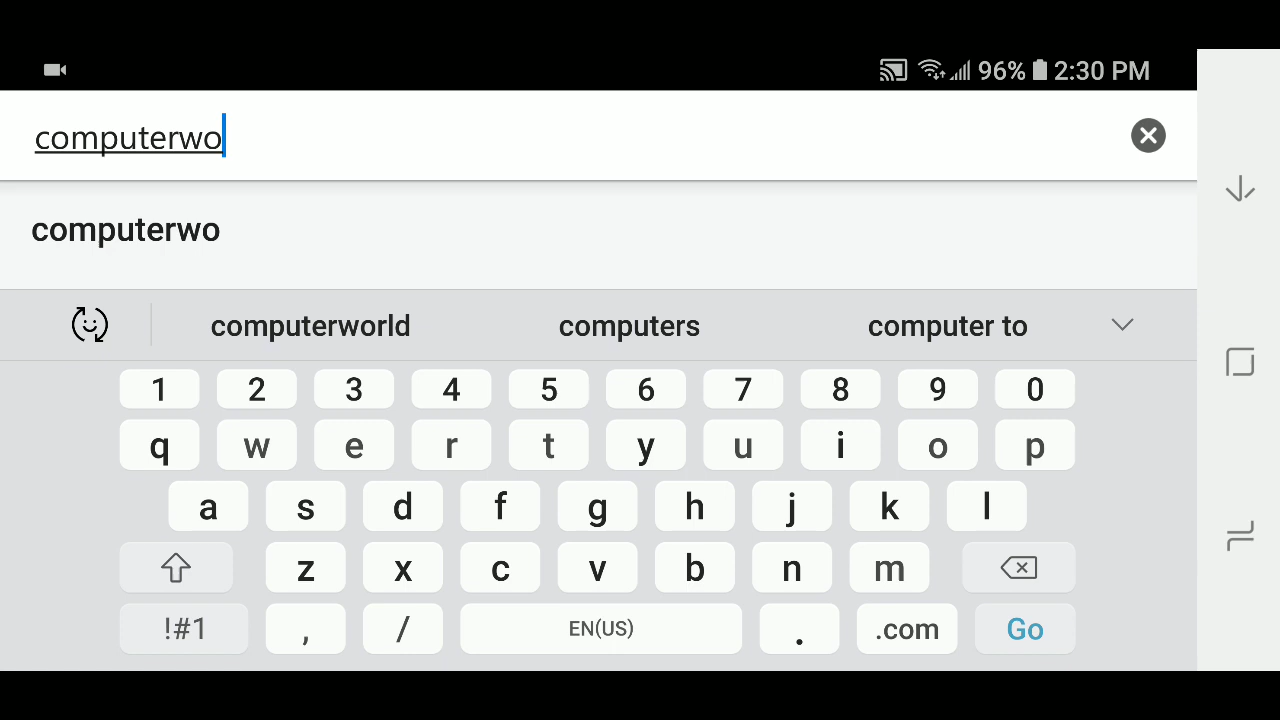 96% 2:30 PM
computerwo
computerwo
computerworld computers computer to
1 2 3 4 5 6 7 8 9 0
q w e r t y u i o p
a s d f g h j k l
z x c v b n m
!#1 , / EN(US) . .com Go